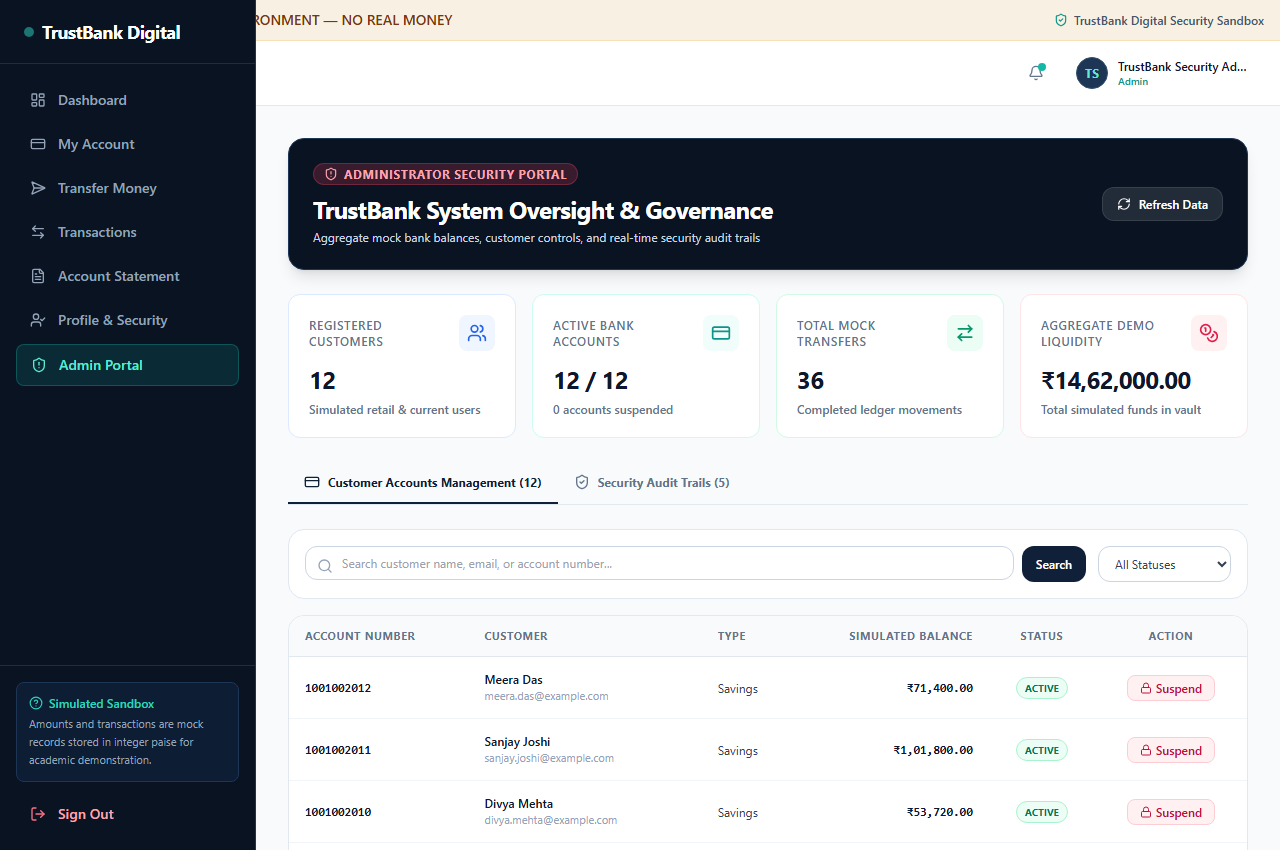 TrustBank Digital
RONMENT — NO REAL MONEY
TrustBank Digital Security Sandbox
TS
TrustBank Security Ad...
Admin
Dashboard
My Account
Transfer Money
Transactions
Account Statement
Profile & Security
Admin Portal
Simulated Sandbox
Amounts and transactions are mock
records stored in integer paise for
academic demonstration.
Sign Out
ADMINISTRATOR SECURITY PORTAL
TrustBank System Oversight & Governance
Aggregate mock bank balances, customer controls, and real-time security audit trails
Refresh Data
REGISTERED
CUSTOMERS
12
Simulated retail & current users
ACTIVE BANK
ACCOUNTS
12 / 12
0 accounts suspended
TOTAL MOCK
TRANSFERS
36
Completed ledger movements
AGGREGATE DEMO
LIQUIDITY
₹14,62,000.00
Total simulated funds in vault
Customer Accounts Management (12)
Security Audit Trails (5)
Search customer name, email, or account number...
Search
All Statuses
ACCOUNT NUMBER CUSTOMER TYPE SIMULATED BALANCE STATUS ACTION
1001002012 Meera Das Savings ₹71,400.00 ACTIVE Suspend
meera.das@example.com
1001002011 Sanjay Joshi Savings ₹1,01,800.00 ACTIVE Suspend
sanjay.joshi@example.com
1001002010 Divya Mehta Savings ₹53,720.00 ACTIVE Suspend
divya.mehta@example.com